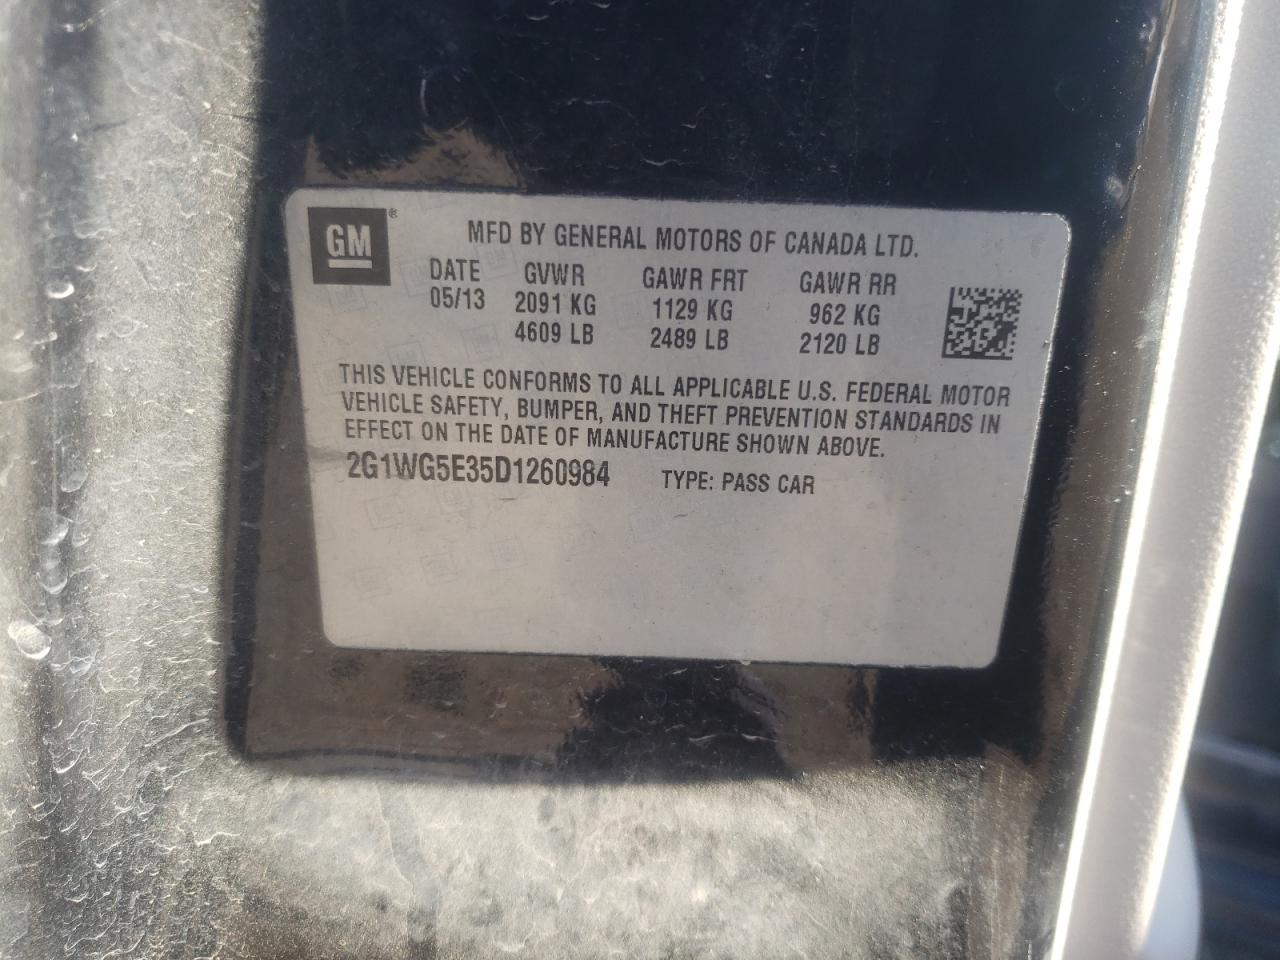 GM®
MFD BY GENERAL MOTORS OF CANADA LTD.
DATE GVWR GAWR FRT GAWR RR
05/13 2091 KG 1129 KG 962 KG
4609 LB 2489 LB 2120 LB
THIS VEHICLE CONFORMS TO ALL APPLICABLE U.S. FEDERAL MOTOR
VEHICLE SAFETY, BUMPER, AND THEFT PREVENTION STANDARDS IN
EFFECT ON THE DATE OF MANUFACTURE SHOWN ABOVE.
2G1WG5E35D1260984 TYPE: PASS CAR